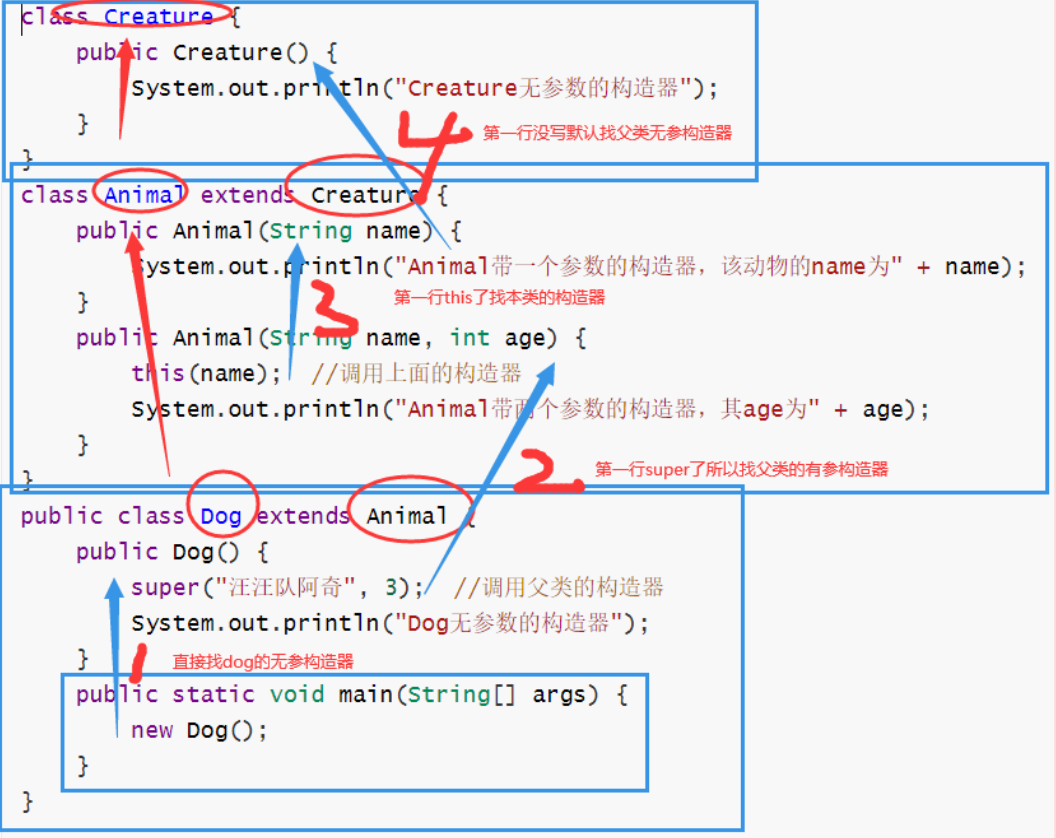 class Creature {
public Creature() {
System.out.println("Creature无参数的构造器");
}
4 第一行没写默认找父类无参构造器
}
class Animal extends Creature {
public Animal(String name) {
System.out.println("Animal带一个参数的构造器，该动物的name为" + name);
}
3 第一行this了找本类的构造器
public Animal(String name, int age) {
this(name); //调用上面的构造器
System.out.println("Animal带两个参数的构造器，其age为" + age);
}
2 第一行super了所以找父类的有参构造器
}
public class Dog extends Animal {
public Dog() {
super("汪汪队阿奇", 3); //调用父类的构造器
System.out.println("Dog无参数的构造器");
}
1 直接找dog的无参构造器
public static void main(String[] args) {
new Dog();
}
}